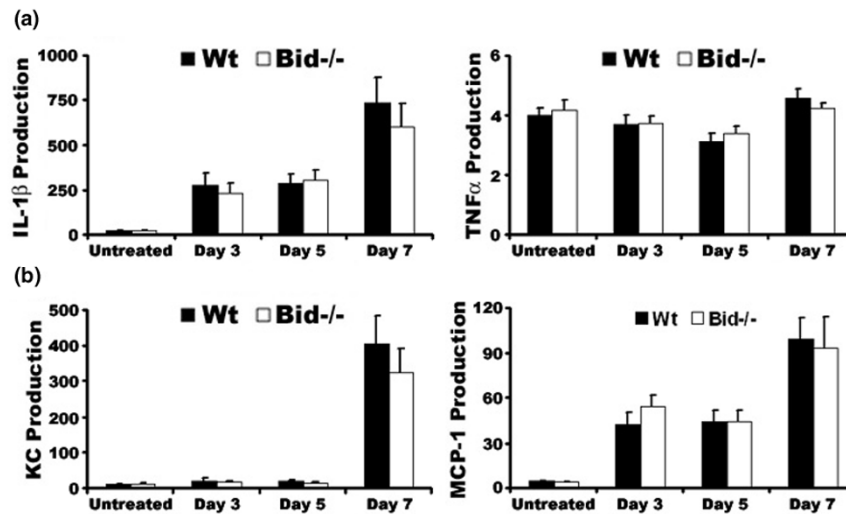 (a)
IL-1β Production
1000
750
500
250
0
Wt Bid-/-
Untreated Day 3 Day 5 Day 7
TNFα Production
6
4
2
0
Wt Bid-/-
Untreated Day 3 Day 5 Day 7
(b)
KC Production
500
400
300
200
100
0
Wt Bid-/-
Untreated Day 3 Day 5 Day 7
MCP-1 Production
120
90
60
30
0
Wt Bid-/-
Untreated Day 3 Day 5 Day 7